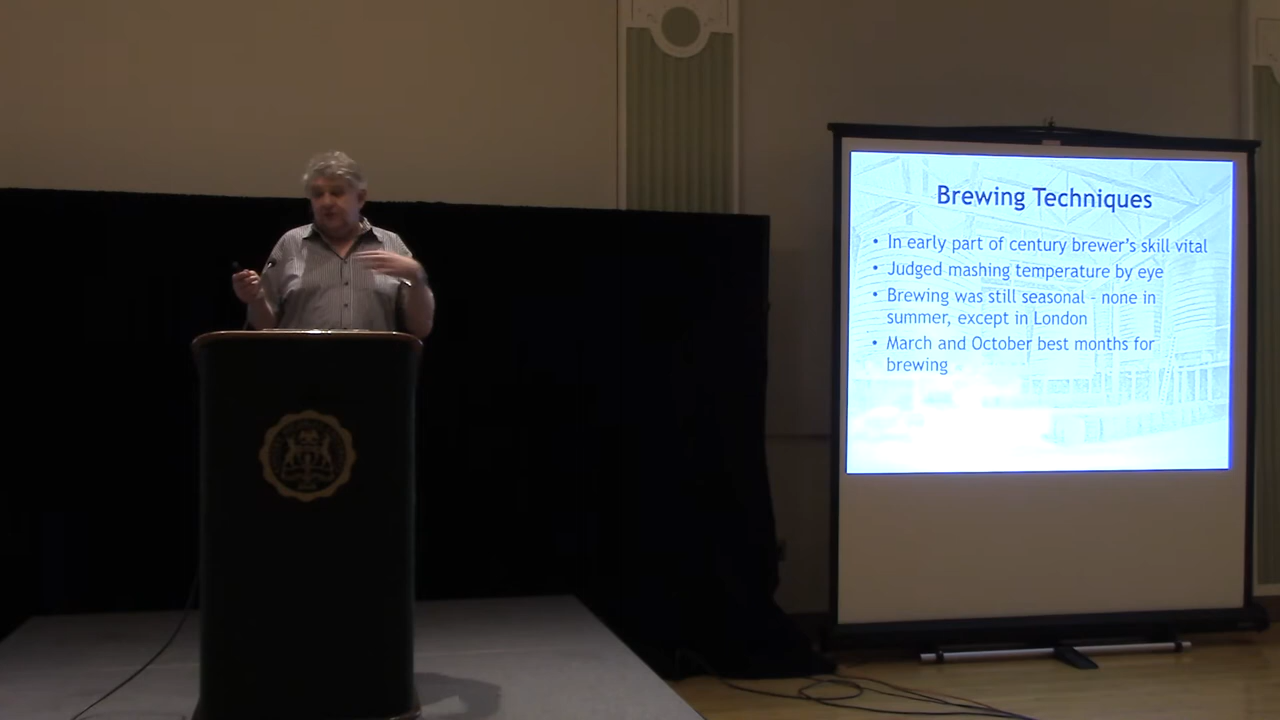 Brewing Techniques
• In early part of century brewer's skill vital
• Judged mashing temperature by eye
• Brewing was still seasonal – none in
summer, except in London
• March and October best months for
brewing